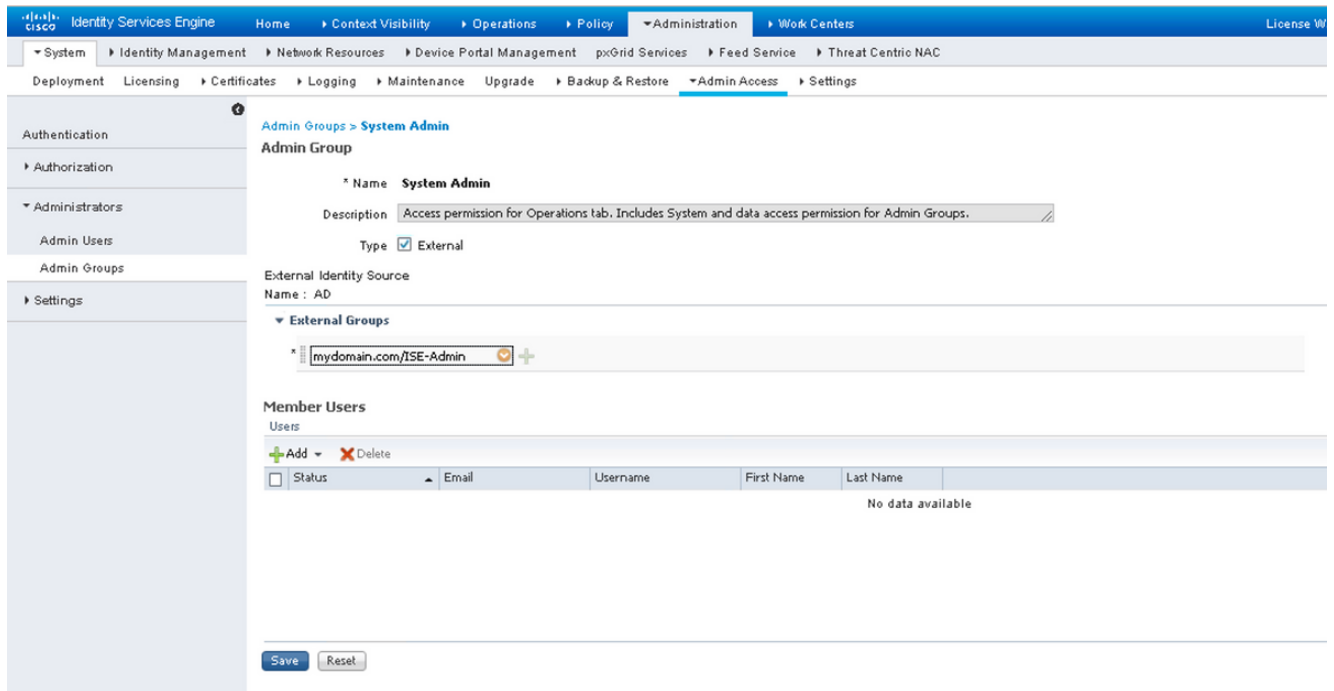 cisco Identity Services Engine Home Context Visibility Operations Policy Administration Work Centers License W
System Identity Management Network Resources Device Portal Management pxGrid Services Feed Service Threat Centric NAC
Deployment Licensing Certificates Logging Maintenance Upgrade Backup & Restore Admin Access Settings
Authentication
Authorization
Administrators
Admin Users
Admin Groups
Settings
Admin Groups > System Admin
Admin Group
* Name System Admin
Description Access permission for Operations tab. Includes System and data access permission for Admin Groups.
Type External
External Identity Source
Name : AD
External Groups
* mydomain.com/ISE-Admin
Member Users
Users
Add Delete
Status Email Username First Name Last Name
No data available
Save Reset